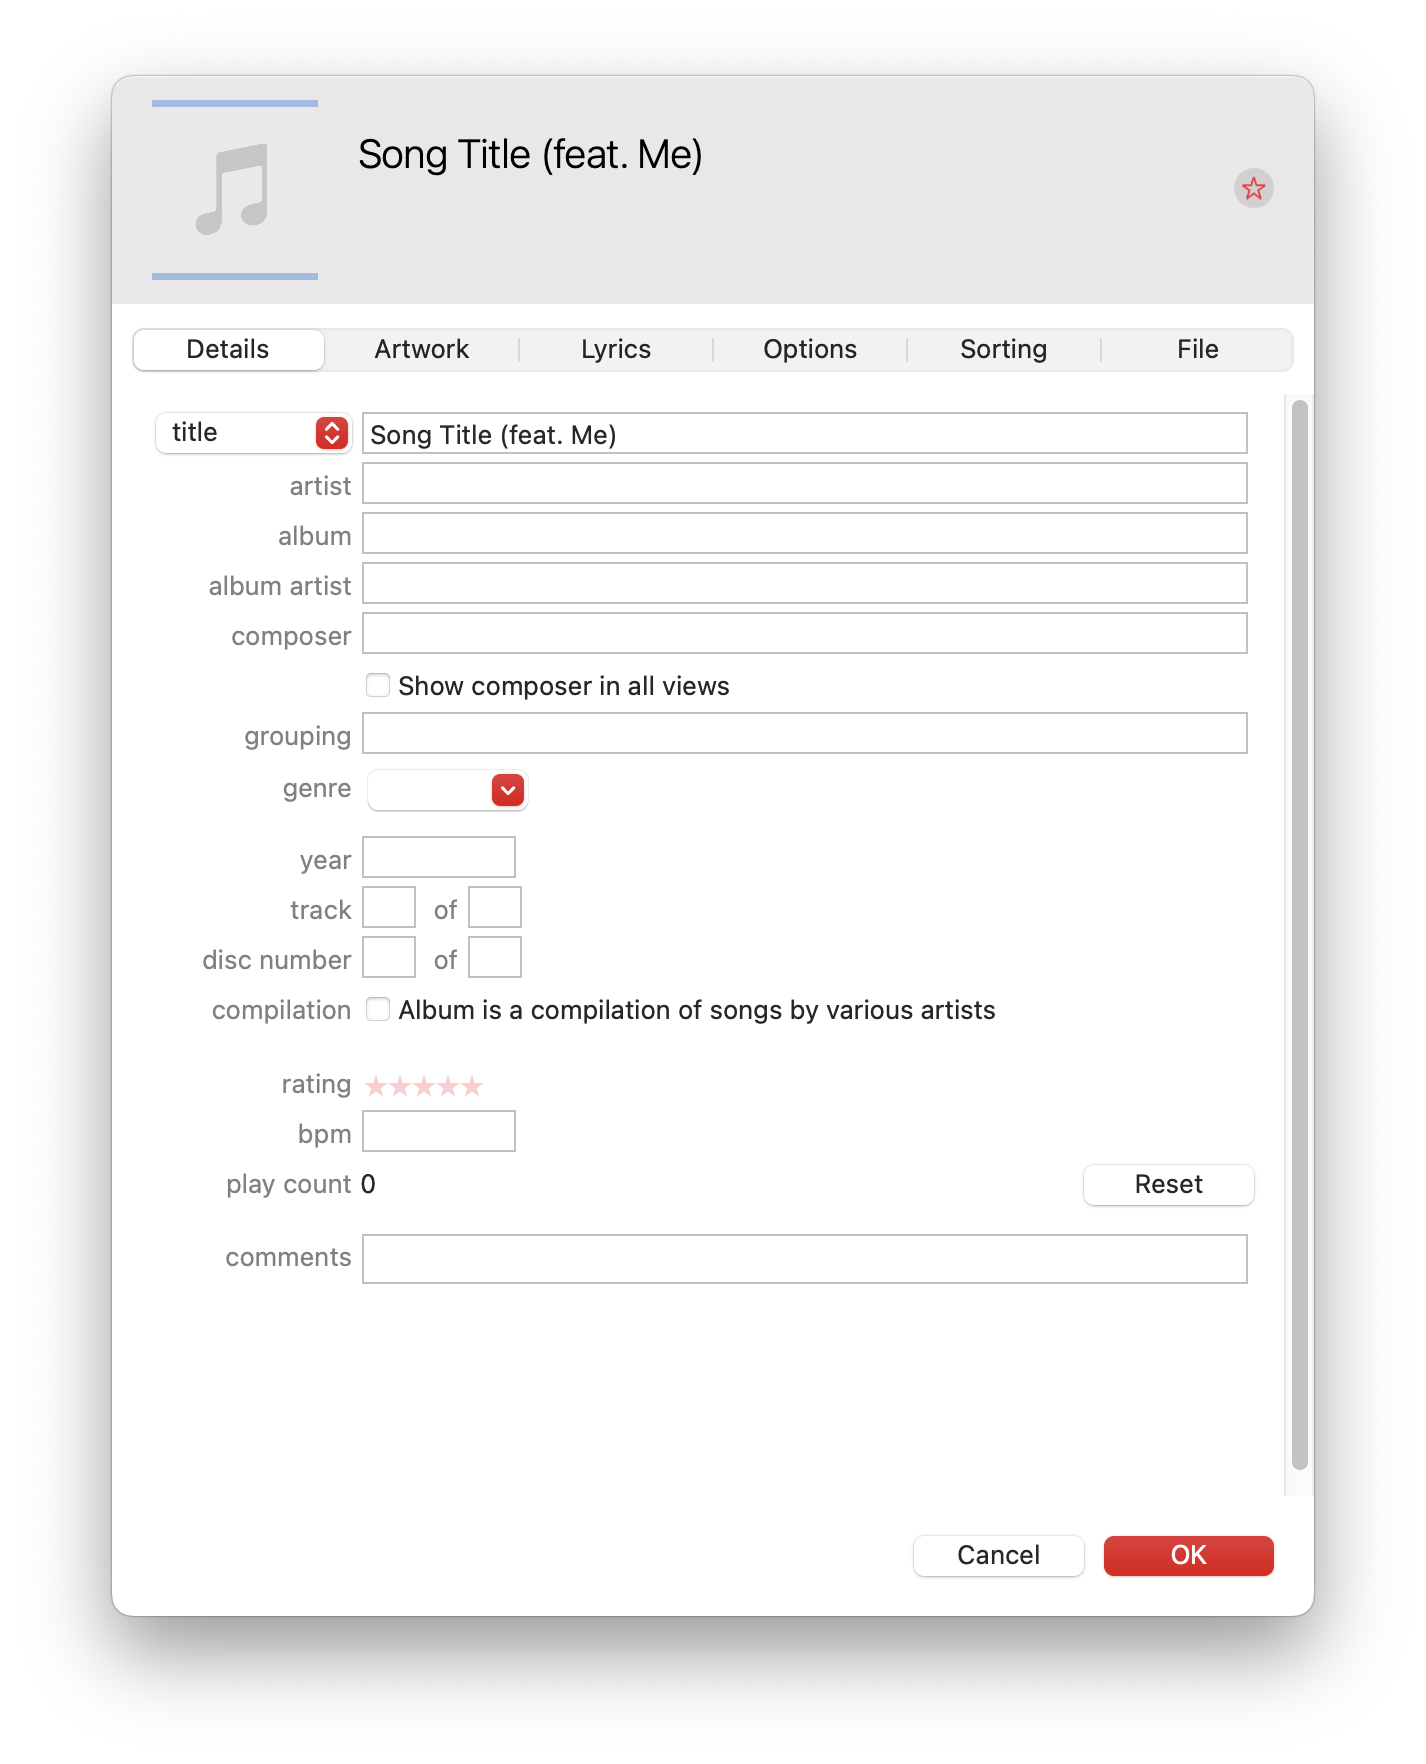 Song Title (feat. Me)
Details Artwork Lyrics Options Sorting File
title Song Title (feat. Me)
artist
album
album artist
composer
Show composer in all views
grouping
genre
year
track of
disc number of
compilation Album is a compilation of songs by various artists
rating
bpm
play count 0 Reset
comments
Cancel OK